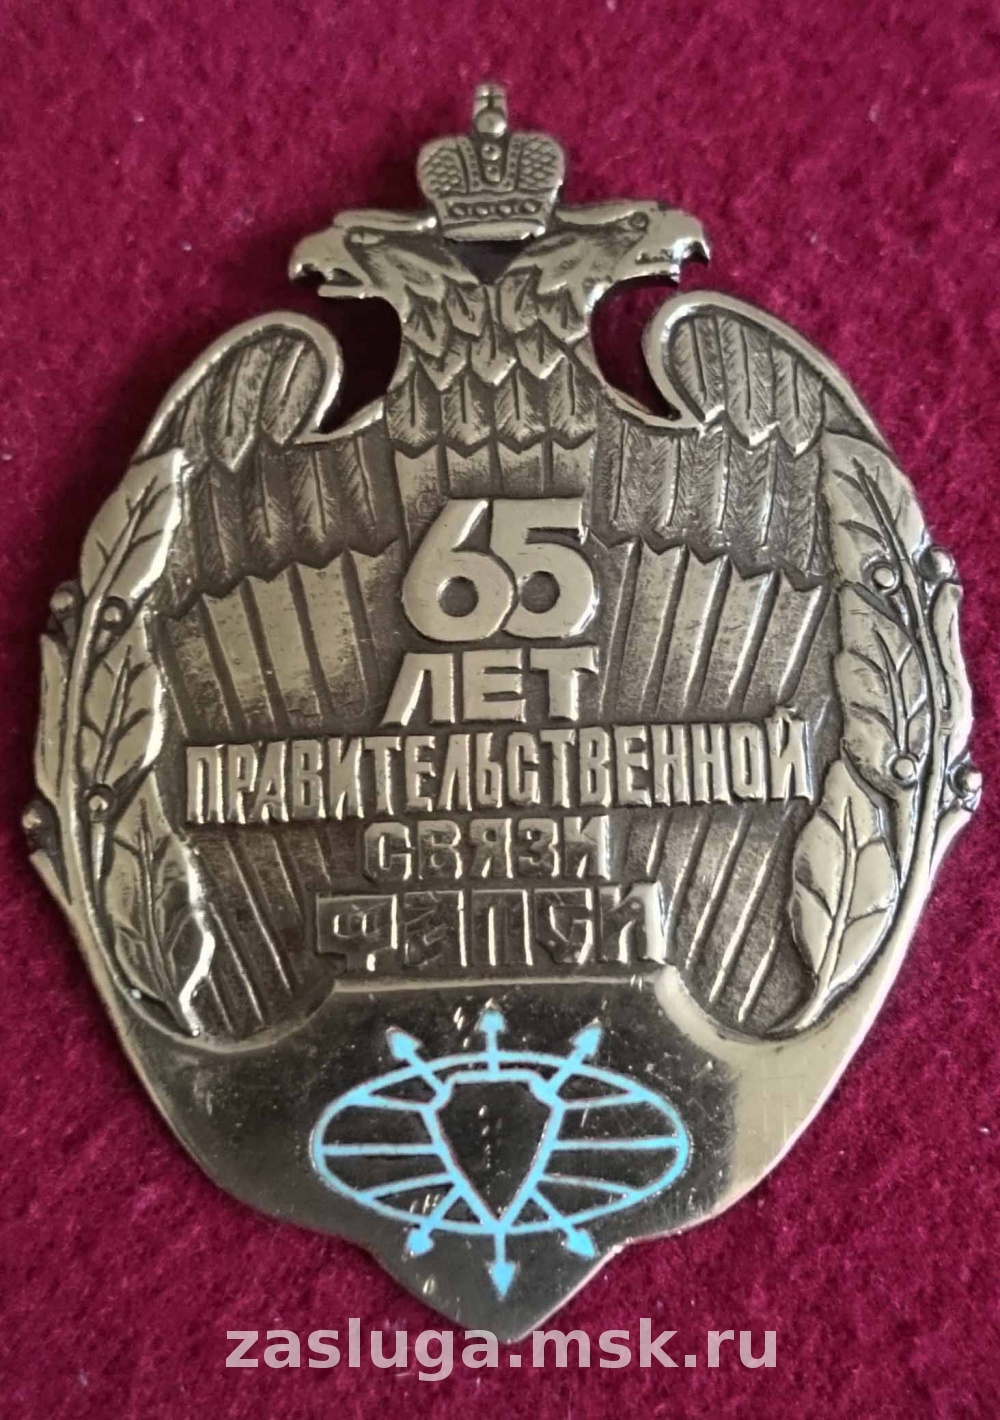 65
ЛЕТ
ПРАВИТЕЛЬСТВЕННОЙ
СВЯЗИ
ФАПСИ
zasluga.msk.ru